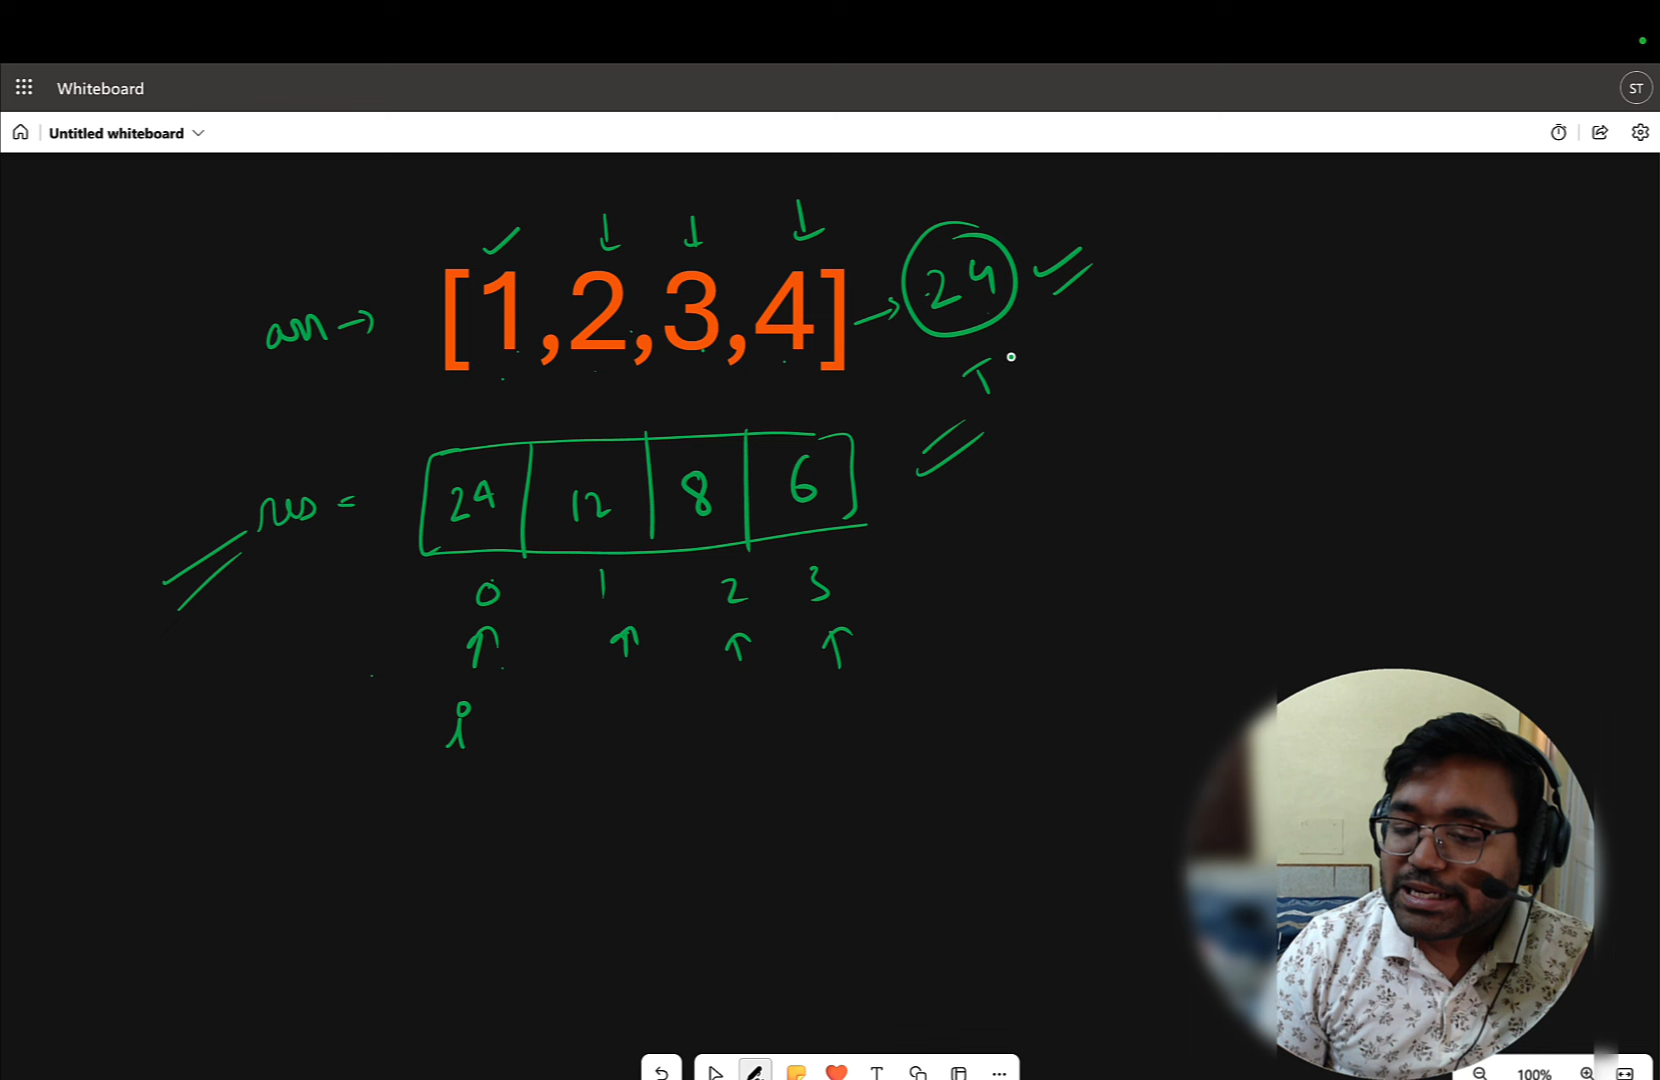 Whiteboard
ST
Untitled whiteboard
arr → [1,2,3,4] → 24
T
res = 24 12 8 6
0 1 2 3
i
100%